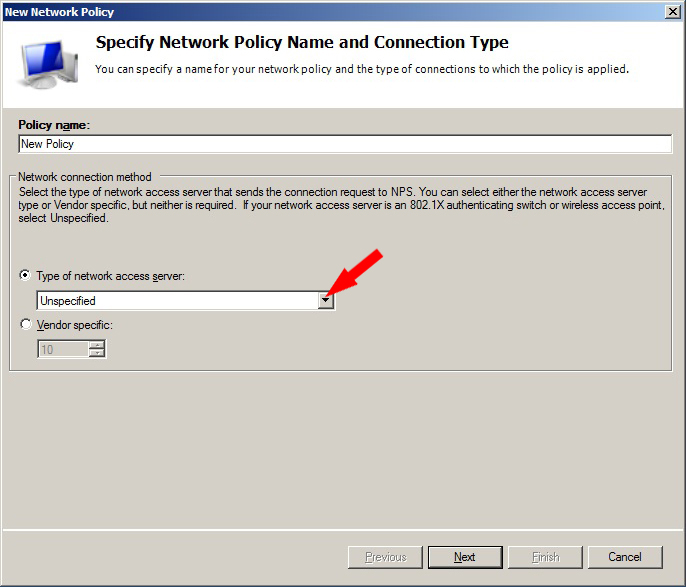 New Network Policy
Specify Network Policy Name and Connection Type
You can specify a name for your network policy and the type of connections to which the policy is applied.
Policy name:
New Policy
Network connection method
Select the type of network access server that sends the connection request to NPS. You can select either the network access server
type or Vendor specific, but neither is required.  If your network access server is an 802.1X authenticating switch or wireless access point,
select Unspecified.
Type of network access server:
Unspecified
Vendor specific:
10
Previous Next Finish Cancel